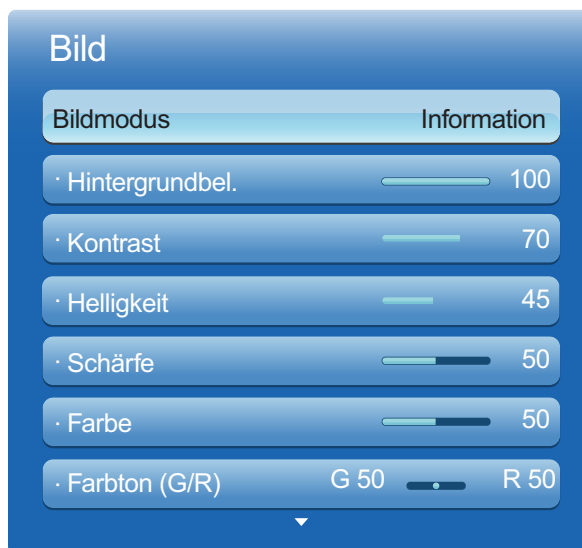 Bild
Bildmodus Information
· Hintergrundbel. 100
· Kontrast 70
· Helligkeit 45
· Schärfe 50
· Farbe 50
· Farbton (G/R) G 50 R 50